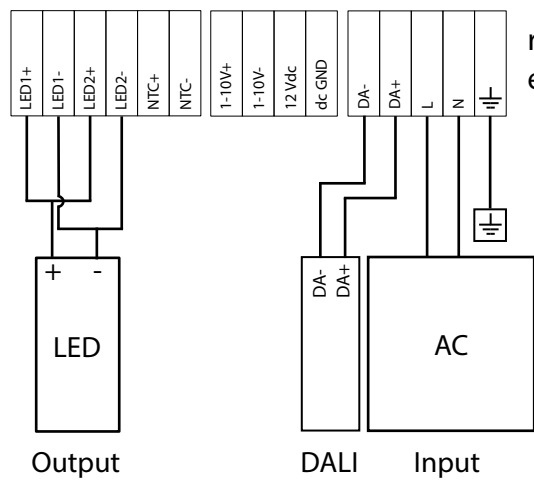 LED1+
LED1-
LED2+
LED2-
NTC+
NTC-
1-10V+
1-10V-
12 Vdc
dc GND
DA-
DA+
L
N
+ -
LED
DA-
DA+
AC
Output
DALI
Input